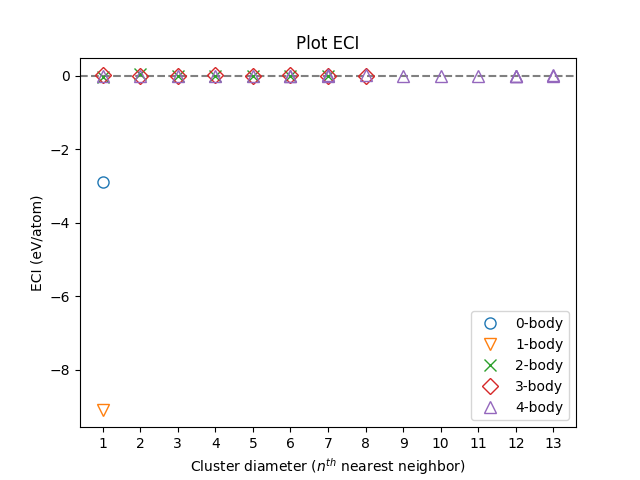 Plot ECI
ECI (eV/atom)
0
−2
−4
−6
−8
0-body
1-body
2-body
3-body
4-body
1 2 3 4 5 6 7 8 9 10 11 12 13
Cluster diameter (nᵗʰ nearest neighbor)